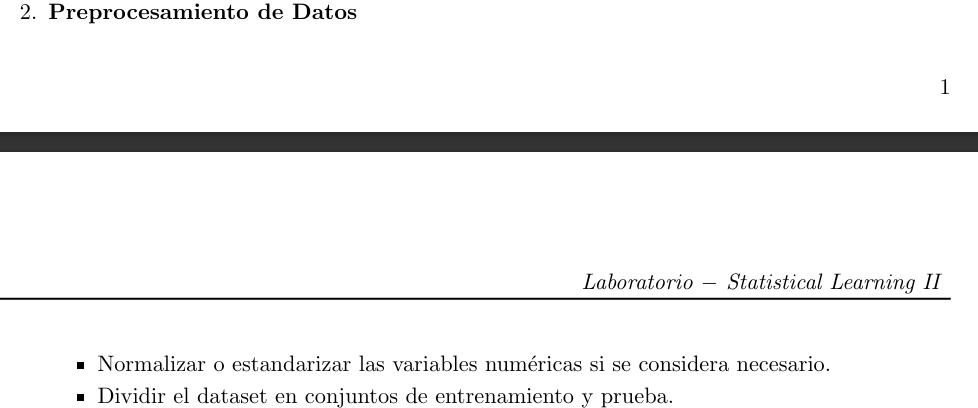 2. Preprocesamiento de Datos
1
Laboratorio − Statistical Learning II
▪ Normalizar o estandarizar las variables numéricas si se considera necesario.
▪ Dividir el dataset en conjuntos de entrenamiento y prueba.